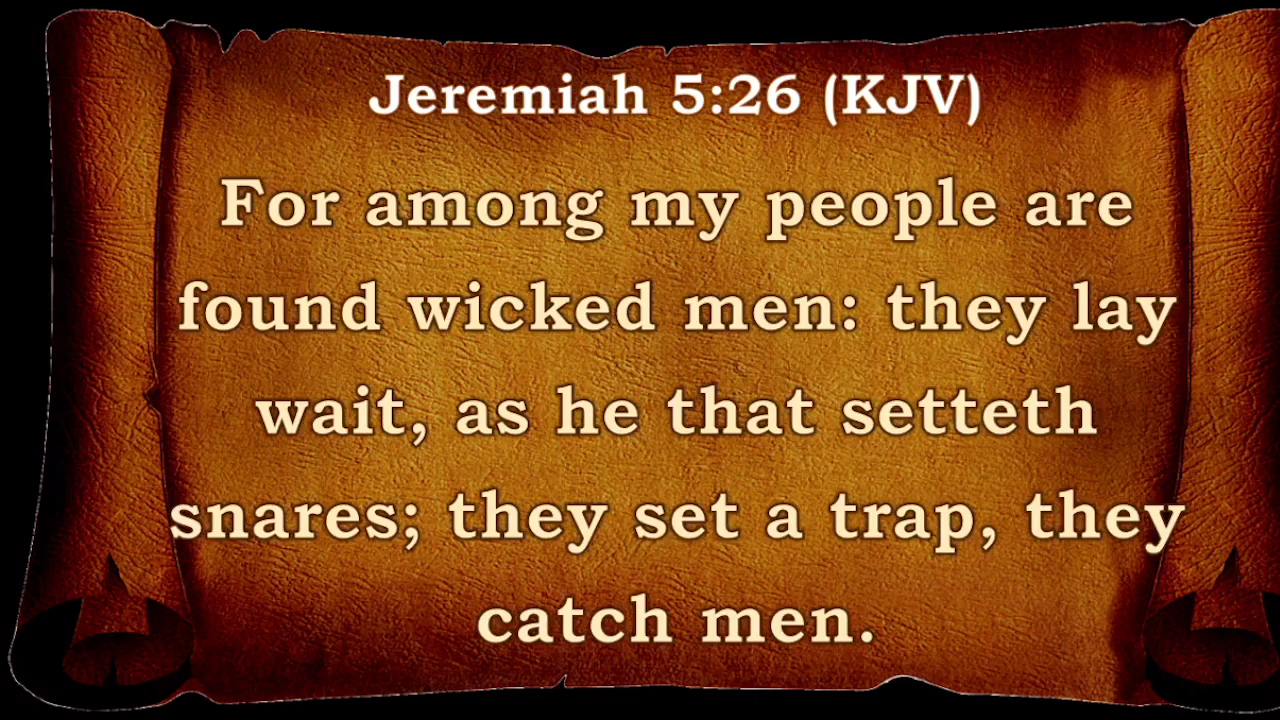 Jeremiah 5:26 (KJV)
For among my people are
found wicked men: they lay
wait, as he that setteth
snares; they set a trap, they
catch men.